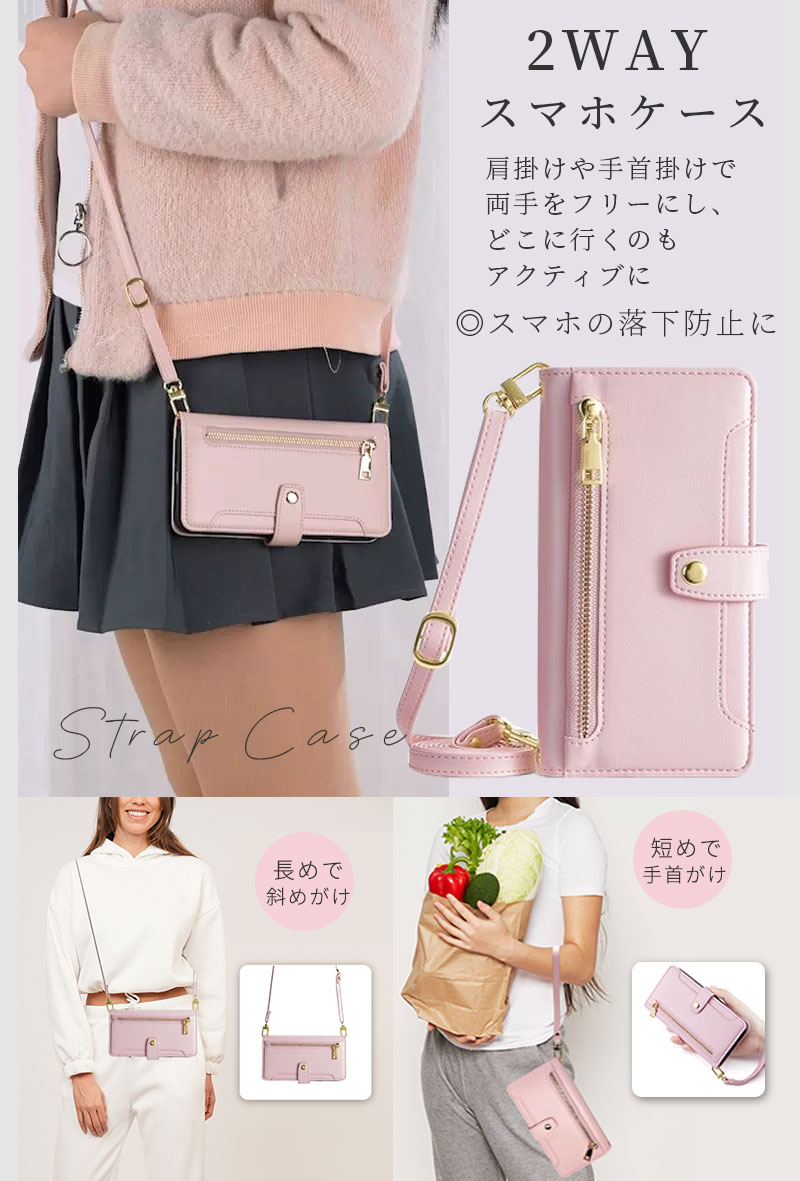 2WAY
スマホケース
肩掛けや手首掛けで
両手をフリーにし、
どこに行くのも
アクティブに
◎スマホの落下防止に
Strap Case
長めで
斜めがけ
短めで
手首がけ